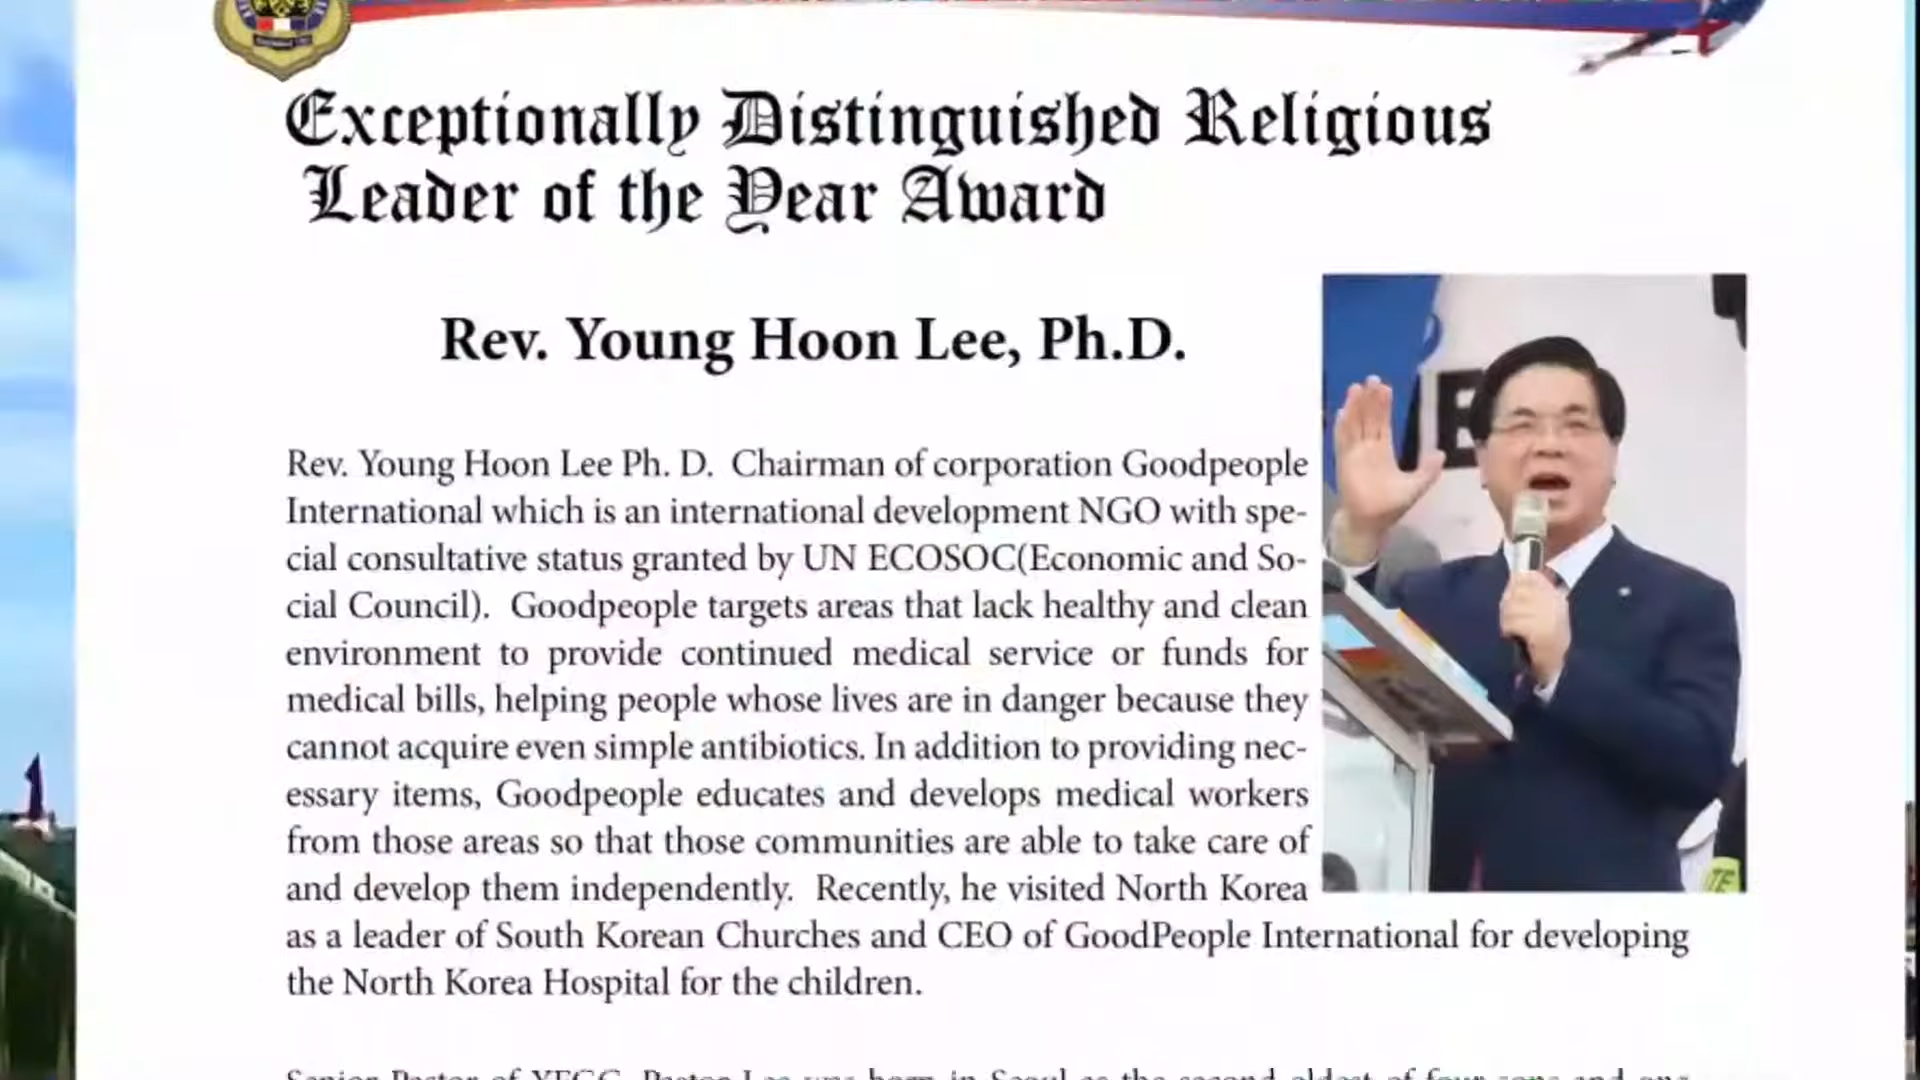 Exceptionally Distinguished Religious
Leader of the Year Award
Rev. Young Hoon Lee, Ph.D.
Rev. Young Hoon Lee Ph. D.  Chairman of corporation Goodpeople
International which is an international development NGO with spe-
cial consultative status granted by UN ECOSOC(Economic and So-
cial Council).  Goodpeople targets areas that lack healthy and clean
environment to provide continued medical service or funds for
medical bills, helping people whose lives are in danger because they
cannot acquire even simple antibiotics. In addition to providing nec-
essary items, Goodpeople educates and develops medical workers
from those areas so that those communities are able to take care of
and develop them independently.  Recently, he visited North Korea
as a leader of South Korean Churches and CEO of GoodPeople International for developing
the North Korea Hospital for the children.